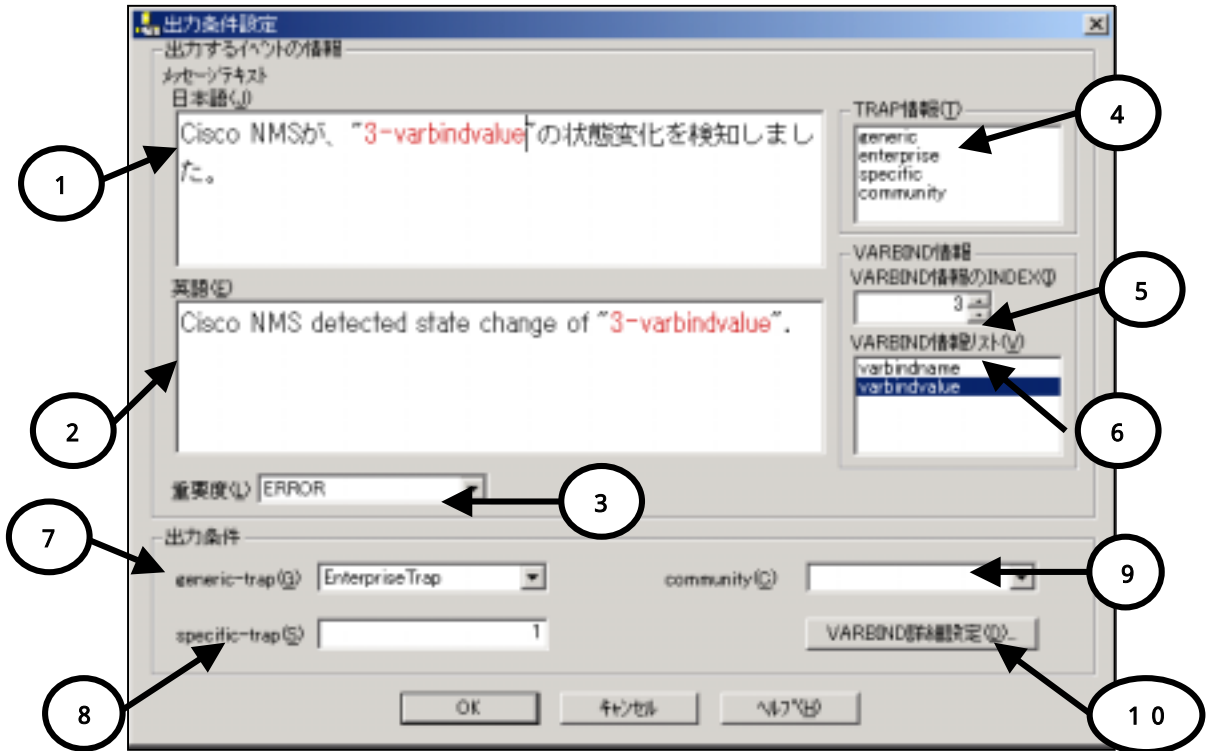 出力条件設定
出力するイベントの情報
メッセージテキスト
日本語(J)
Cisco NMSが、"3-varbindvalue"の状態変化を検知しまし
た。
英語(E)
Cisco NMS detected state change of "3-varbindvalue".
重要度(L) ERROR
TRAP情報(T)
generic
enterprise
specific
community
VARBIND情報
VARBIND情報のINDEX(I)
3
VARBIND情報リスト(V)
varbindname
varbindvalue
出力条件
generic-trap(G) EnterpriseTrap
community(C)
specific-trap(S) 1
VARBIND詳細設定(D)...
OK キャンセル ヘルプ(H)
1
2
3
4
5
6
7
8
9
10